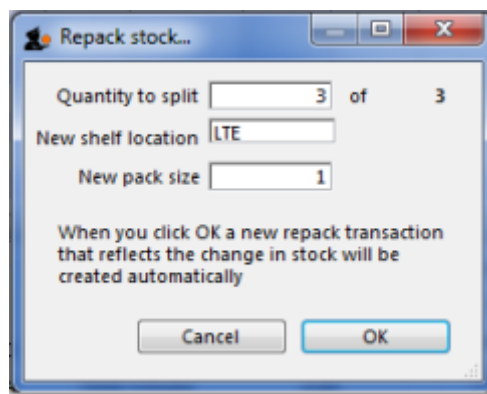 Repack stock...
Quantity to split 3 of 3
New shelf location LTE
New pack size 1
When you click OK a new repack transaction
that reflects the change in stock will be
created automatically
Cancel OK